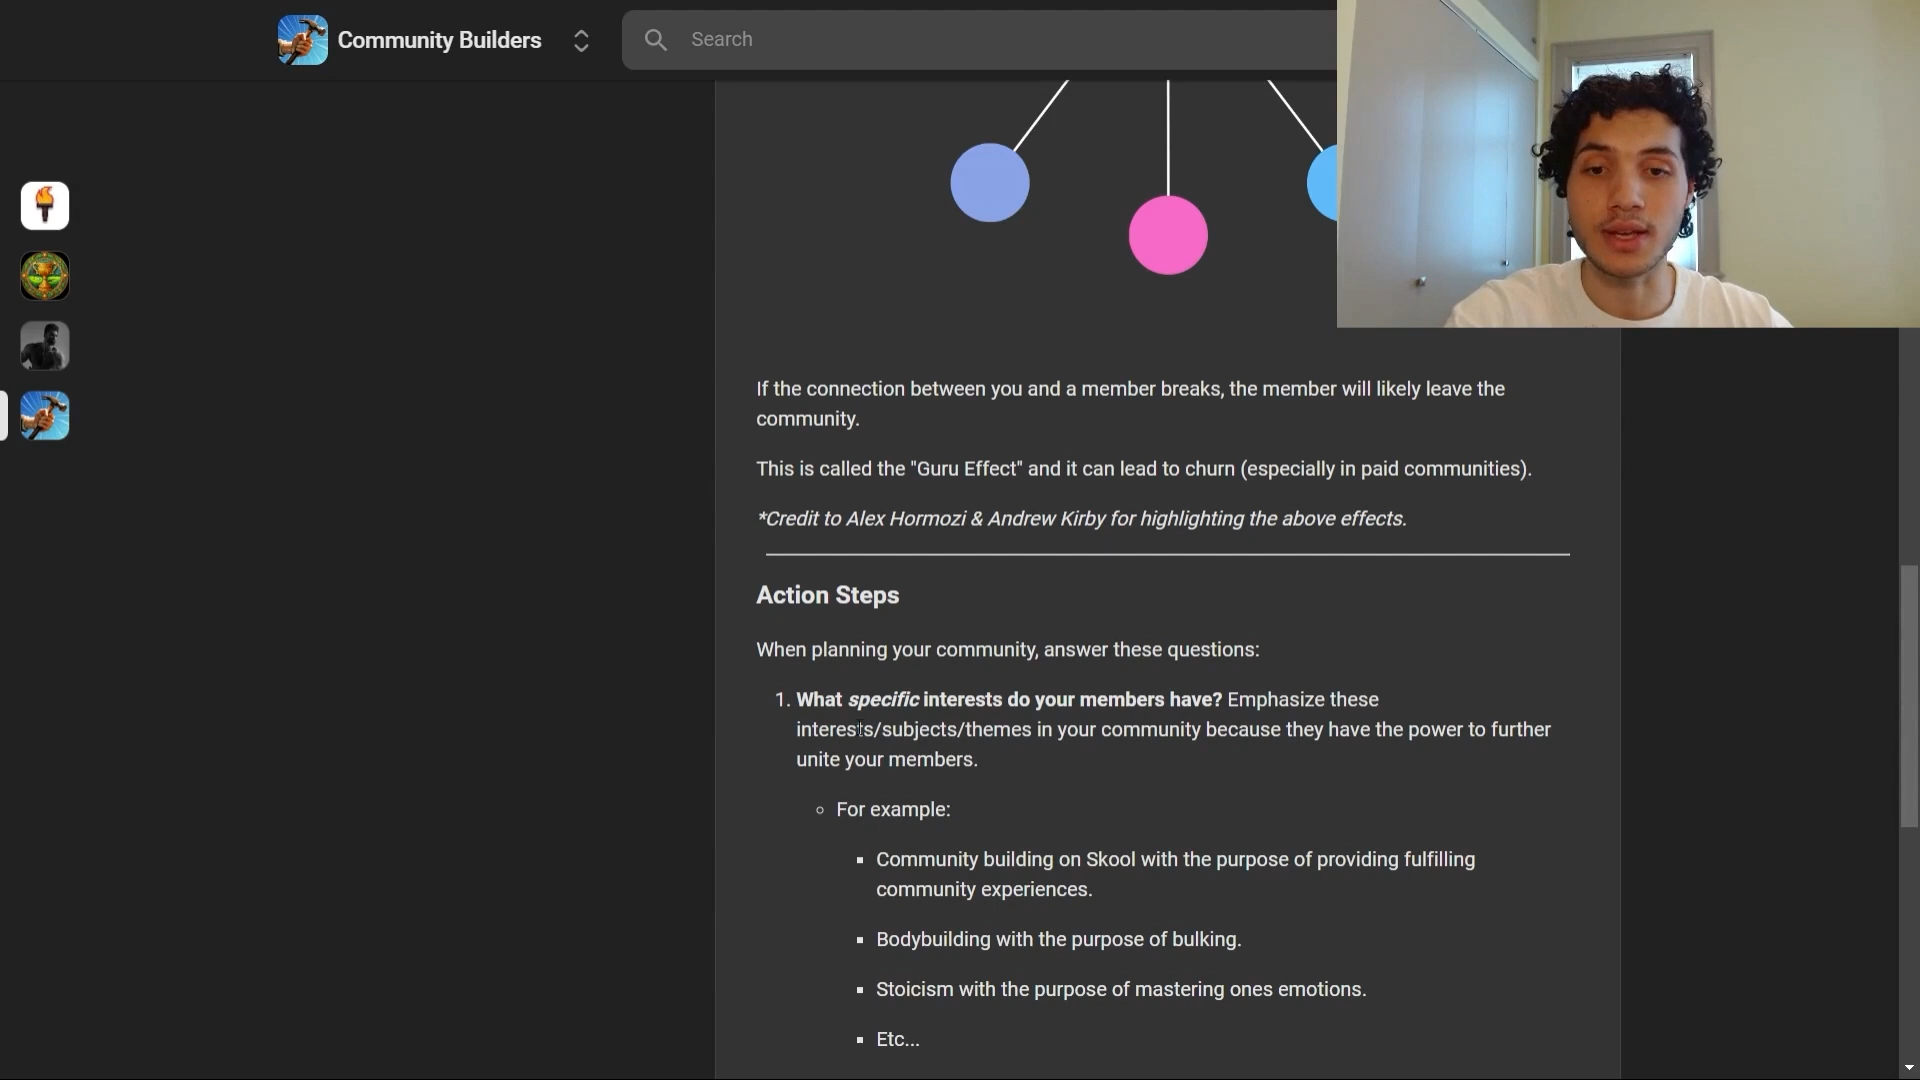 Community Builders
Search
If the connection between you and a member breaks, the member will likely leave the
community.
This is called the "Guru Effect" and it can lead to churn (especially in paid communities).
*Credit to Alex Hormozi & Andrew Kirby for highlighting the above effects.
Action Steps
When planning your community, answer these questions:
1. What specific interests do your members have? Emphasize these
interests/subjects/themes in your community because they have the power to further
unite your members.
For example:
Community building on Skool with the purpose of providing fulfilling
community experiences.
Bodybuilding with the purpose of bulking.
Stoicism with the purpose of mastering ones emotions.
Etc...